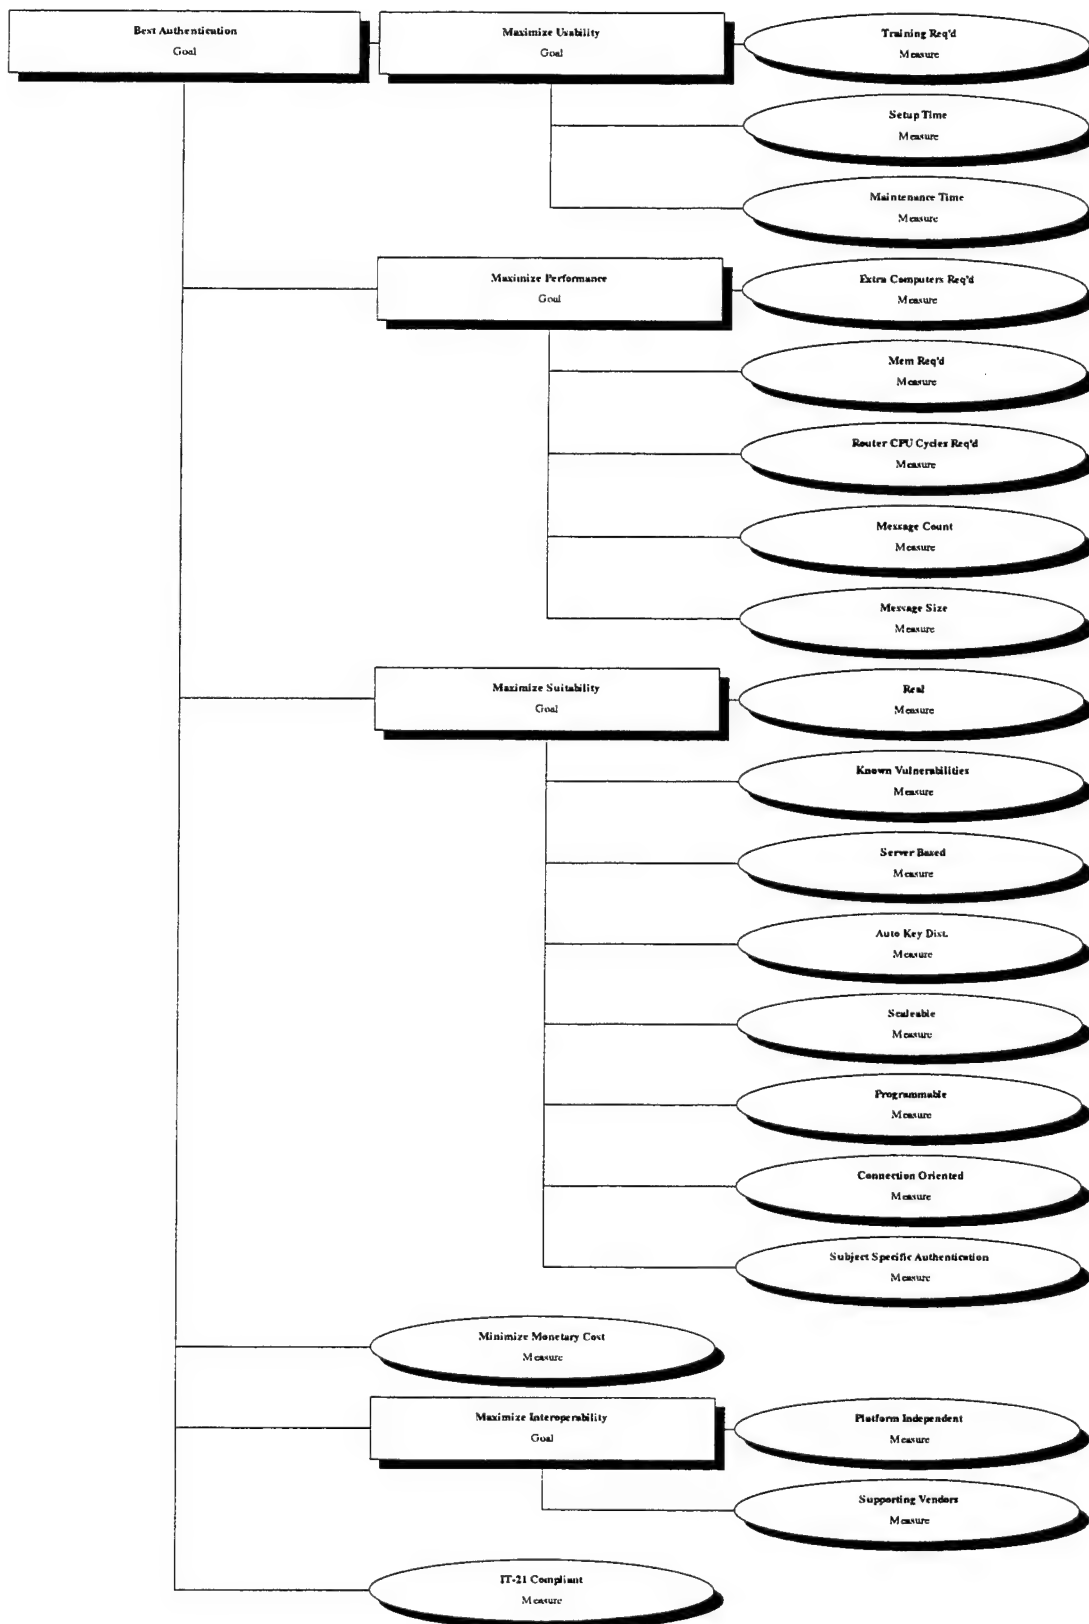 Best Authentication
Goal
Maximize Usability
Goal
Training Req'd
Measure
Setup Time
Measure
Maintenance Time
Measure
Maximize Performance
Goal
Extra Computers Req'd
Measure
Mem Req'd
Measure
Router CPU Cycles Req'd
Measure
Message Count
Measure
Message Size
Measure
Maximize Suitability
Goal
Real
Measure
Known Vulnerabilities
Measure
Server Based
Measure
Auto Key Dist.
Measure
Scaleable
Measure
Programmable
Measure
Connection Oriented
Measure
Subject Specific Authentication
Measure
Minimize Monetary Cost
Measure
Maximize Interoperability
Goal
Platform Independent
Measure
Supporting Vendors
Measure
IT-21 Compliant
Measure